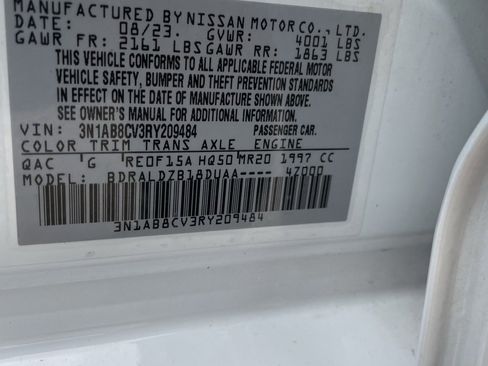 MANUFACTURED BY NISSAN MOTOR CO., LTD.
DATE: 08/23. GVWR: 4001 LBS
GAWR FR: 2161 LBS GAWR RR: 1863 LBS
THIS VEHICLE CONFORMS TO ALL APPLICABLE FEDERAL MOTOR
VEHICLE SAFETY, BUMPER AND THEFT PREVENTION STANDARDS
IN EFFECT ON THE DATE OF MANUFACTURE SHOWN ABOVE.
SEE OWNER'S MANUAL FOR ADDITIONAL INFORMATION.
VIN: 3N1AB8CV3RY209484 PASSENGER CAR.
COLOR TRIM TRANS AXLE ENGINE
QAC G RE0F15A HQ50 MR20 1997 CC
MODEL: BDRALDZB18DUAA---- 47000
3N1AB8CV3RY209484